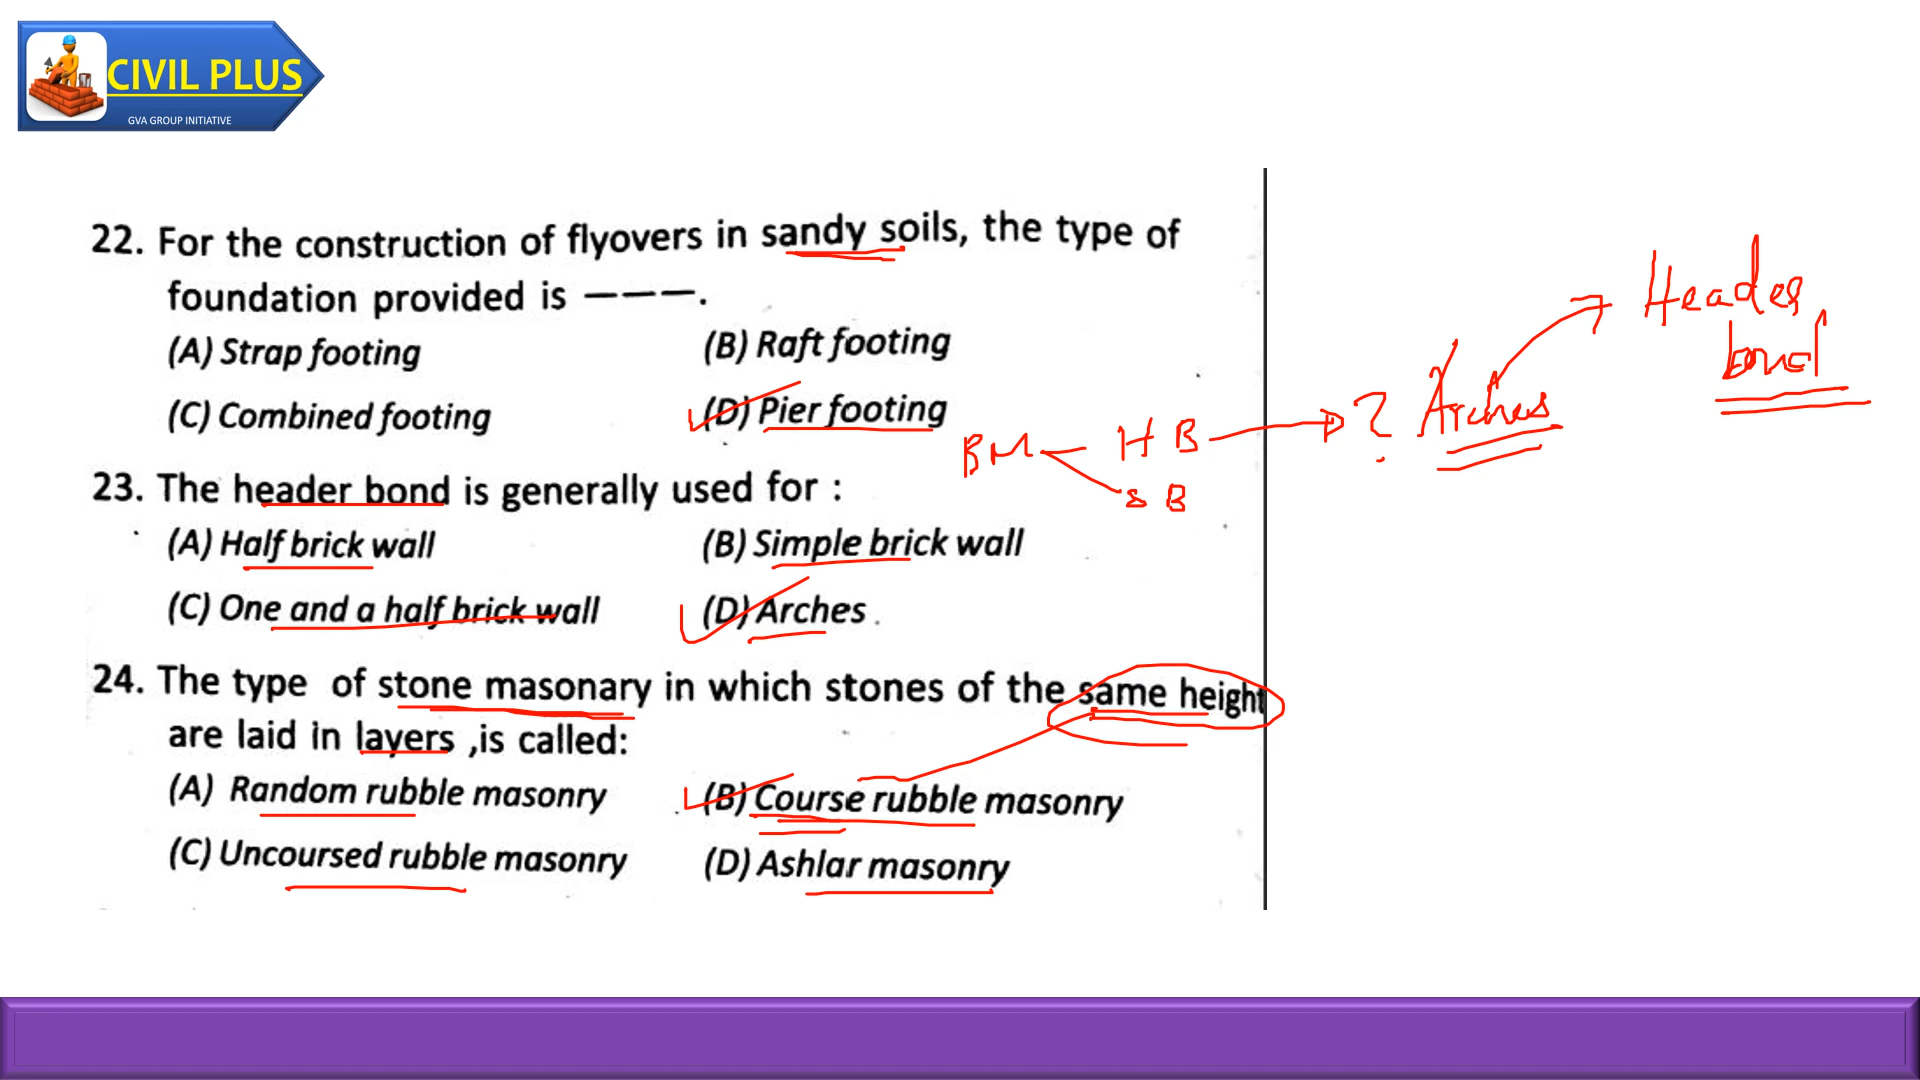 CIVIL PLUS
GVA GROUP INITIATIVE
22. For the construction of flyovers in sandy soils, the type of
foundation provided is ———.
(A) Strap footing
(B) Raft footing
(C) Combined footing
(D) Pier footing
23. The header bond is generally used for :
(A) Half brick wall
(B) Simple brick wall
(C) One and a half brick wall
(D) Arches .
24. The type of stone masonary in which stones of the same height
are laid in layers ,is called:
(A) Random rubble masonry
(B) Course rubble masonry
(C) Uncoursed rubble masonry
(D) Ashlar masonry
BM
H B
S B
? Arches
Header
bond